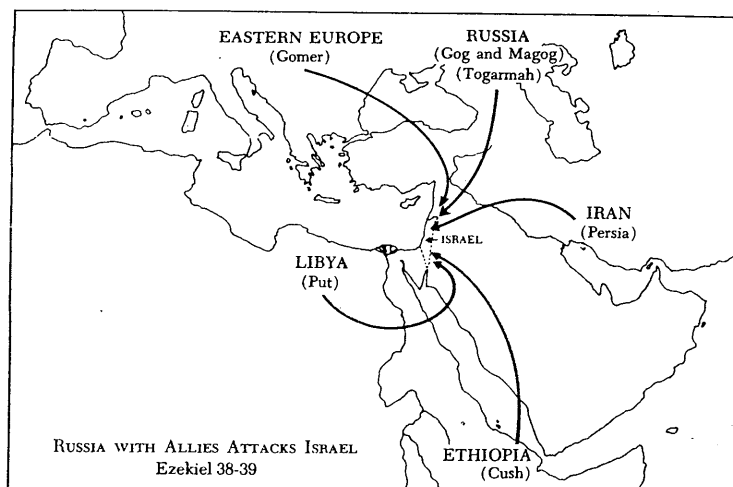 EASTERN EUROPE
(Gomer)
RUSSIA
(Gog and Magog)
(Togarmah)
IRAN
(Persia)
ISRAEL
LIBYA
(Put)
ETHIOPIA
(Cush)
RUSSIA WITH ALLIES ATTACKS ISRAEL
Ezekiel 38-39